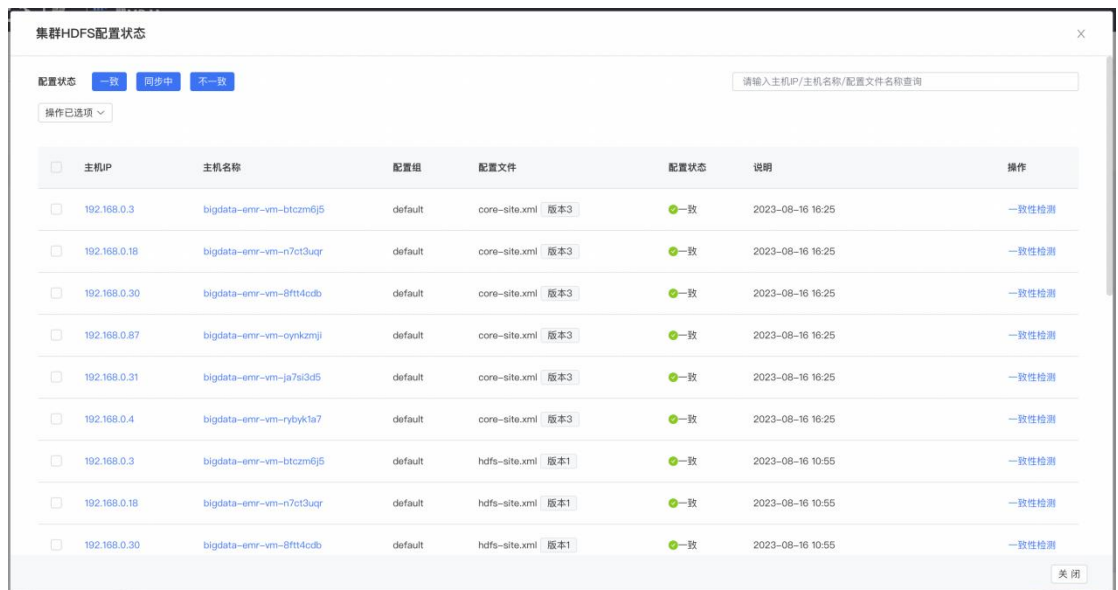 集群HDFS配置状态
配置状态 一致 同步中 不一致 请输入主机IP/主机名称/配置文件名称查询
操作已选项
主机IP 主机名称 配置组 配置文件 配置状态 说明 操作
192.168.0.3 bigdata-emr-vm-btczm6j5 default core-site.xml 版本3 一致 2023-08-16 16:25 一致性检测
192.168.0.18 bigdata-emr-vm-n7ct3uqr default core-site.xml 版本3 一致 2023-08-16 16:25 一致性检测
192.168.0.30 bigdata-emr-vm-8ftt4cdb default core-site.xml 版本3 一致 2023-08-16 16:25 一致性检测
192.168.0.87 bigdata-emr-vm-oynkzmji default core-site.xml 版本3 一致 2023-08-16 16:25 一致性检测
192.168.0.31 bigdata-emr-vm-ja7si3d5 default core-site.xml 版本3 一致 2023-08-16 16:25 一致性检测
192.168.0.4 bigdata-emr-vm-rybyk1a7 default core-site.xml 版本3 一致 2023-08-16 16:25 一致性检测
192.168.0.3 bigdata-emr-vm-btczm6j5 default hdfs-site.xml 版本1 一致 2023-08-16 10:55 一致性检测
192.168.0.18 bigdata-emr-vm-n7ct3uqr default hdfs-site.xml 版本1 一致 2023-08-16 10:55 一致性检测
192.168.0.30 bigdata-emr-vm-8ftt4cdb default hdfs-site.xml 版本1 一致 2023-08-16 10:55 一致性检测
关 闭